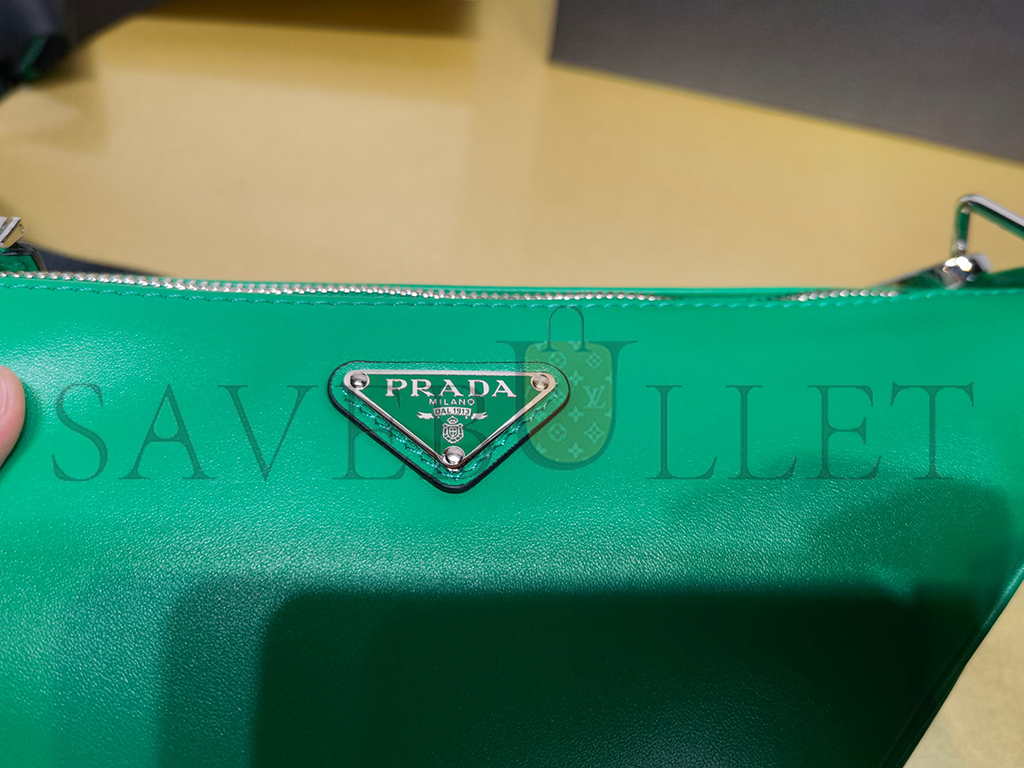 PRADA
MILANO
DAL 1913
SAVEBULLET